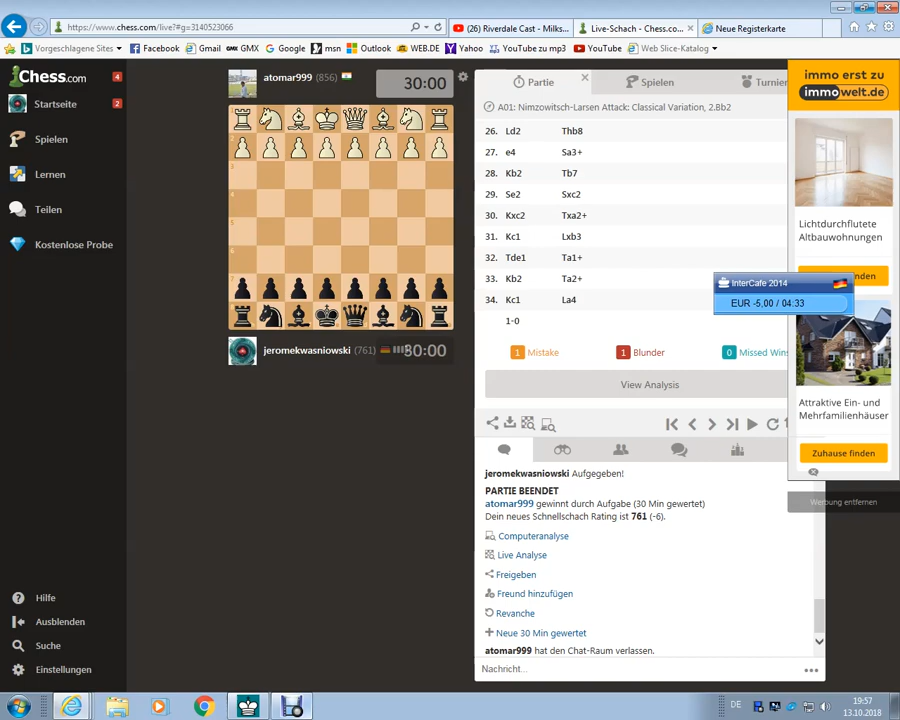 https://www.chess.com/live?#g=3140523066
(26) Riverdale Cast - Milks...
Live-Schach - Chess.co...
Neue Registerkarte
Vorgeschlagene Sites
Facebook
Gmail
GMX
Google
msn
Outlook
WEB.DE
Yahoo
YouTube zu mp3
YouTube
Web Slice-Katalog
Chess.com
4
Startseite
2
Spielen
Lernen
Teilen
Kostenlose Probe
Hilfe
Ausblenden
Suche
Einstellungen
atomar999 (856)
30:00
1
2
3
4
5
6
7
jeromekwasniowski (761)
30:00
Partie
Spielen
Turnier
A01: Nimzowitsch-Larsen Attack: Classical Variation, 2.Bb2
26. Ld2 Thb8
27. e4 Sa3+
28. Kb2 Tb7
29. Se2 Sxc2
30. Kxc2 Txa2+
31. Kc1 Lxb3
32. Tde1 Ta1+
33. Kb2 Ta2+
34. Kc1 La4
1-0
1 Mistake
1 Blunder
0 Missed Wins
View Analysis
jeromekwasniowski Aufgegeben!
PARTIE BEENDET
atomar999 gewinnt durch Aufgabe (30 Min gewertet)
Dein neues Schnellschach Rating ist 761 (-6).
Computeranalyse
Live Analyse
Freigeben
Freund hinzufügen
Revanche
Neue 30 Min gewertet
atomar999 hat den Chat-Raum verlassen.
Nachricht...
InterCafe 2014
EUR -5,00 / 04:33
immo erst zu
immowelt.de
Lichtdurchflutete
Altbauwohnungen
Attraktive Ein- und
Mehrfamilienhäuser
Zuhause finden
Werbung entfernen
DE
19:57
13.10.2018